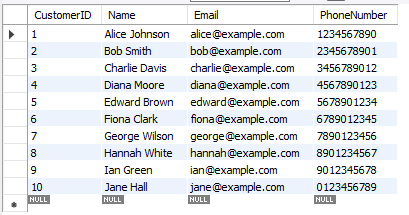 CustomerID Name Email PhoneNumber
1 Alice Johnson alice@example.com 1234567890
2 Bob Smith bob@example.com 2345678901
3 Charlie Davis charlie@example.com 3456789012
4 Diana Moore diana@example.com 4567890123
5 Edward Brown edward@example.com 5678901234
6 Fiona Clark fiona@example.com 6789012345
7 George Wilson george@example.com 7890123456
8 Hannah White hannah@example.com 8901234567
9 Ian Green ian@example.com 9012345678
10 Jane Hall jane@example.com 0123456789
NULL NULL NULL NULL